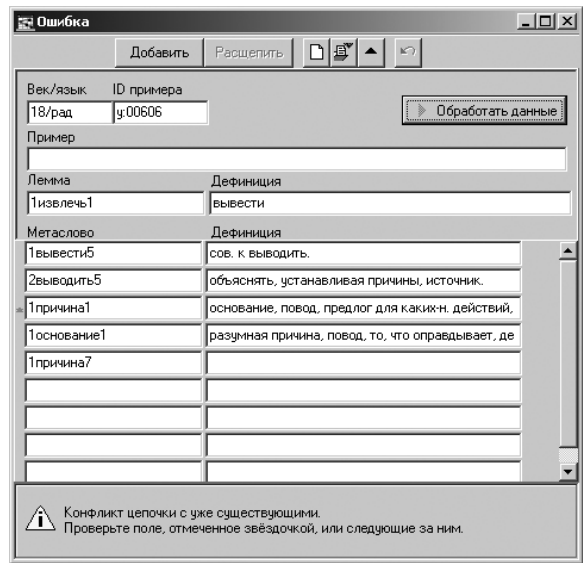 Ошибка
Добавить Расщепить
Век/язык ID примера
18/рад у:00606 Обработать данные
Пример
Лемма Дефиниция
1извлечь1 вывести
Метаслово Дефиниция
1вывести5 сов. к выводить.
2выводить5 объяснять, устанавливая причины, источник.
* 1причина1 основание, повод, предлог для каких-н. действий,
1основание1 разумная причина, повод, то, что оправдывает, де
1причина7
Конфликт цепочки с уже существующими.
Проверьте поле, отмеченное звёздочкой, или следующие за ним.